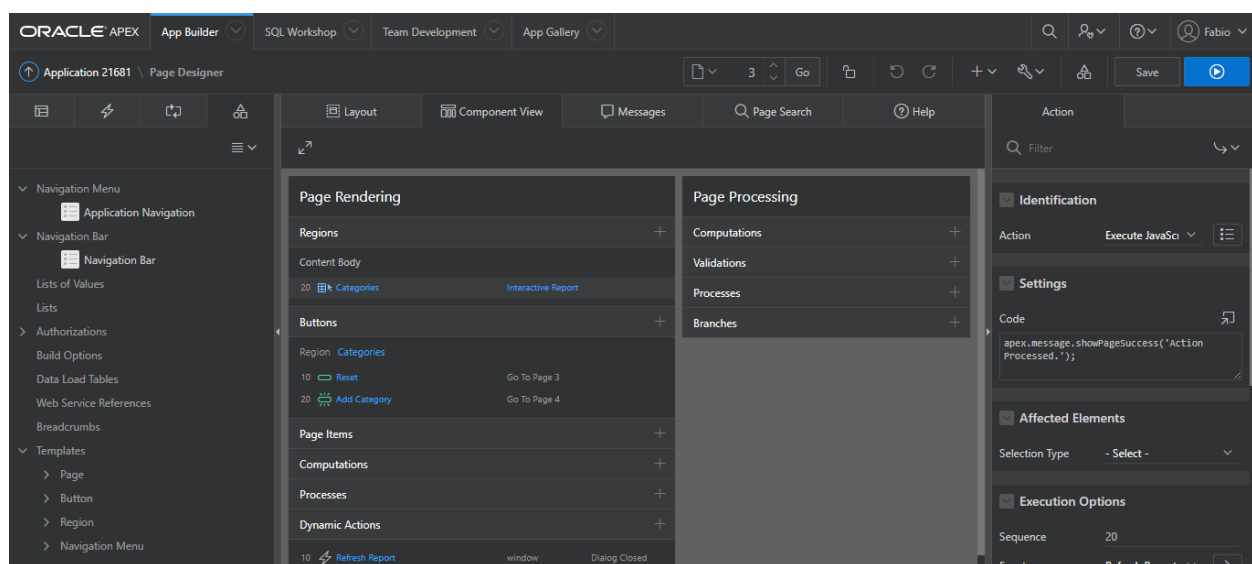 ORACLE APEX App Builder SQL Workshop Team Development App Gallery Fabio
Application 21681 \ Page Designer 3 Go Save
Layout Component View Messages Page Search Help Action
Filter
Navigation Menu
Application Navigation
Navigation Bar
Navigation Bar
Lists of Values
Lists
Authorizations
Build Options
Data Load Tables
Web Service References
Breadcrumbs
Templates
Page
Button
Region
Navigation Menu
Page Rendering
Regions
Content Body
20 Categories Interactive Report
Buttons
Region Categories
10 Reset Go To Page 3
20 Add Category Go To Page 4
Page Items
Computations
Processes
Dynamic Actions
10 Refresh Report window Dialog Closed
Page Processing
Computations
Validations
Processes
Branches
Identification
Action Execute JavaScr
Settings
Code
apex.message.showPageSuccess('Action
Processed.');
Affected Elements
Selection Type - Select -
Execution Options
Sequence 20